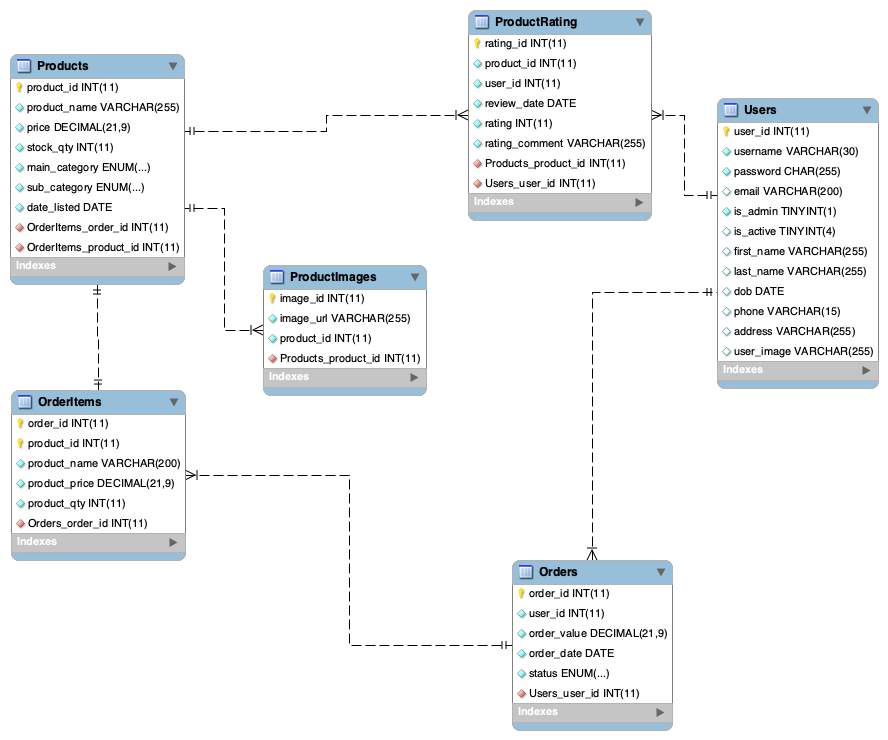 ProductRating
rating_id INT(11)
product_id INT(11)
user_id INT(11)
review_date DATE
rating INT(11)
rating_comment VARCHAR(255)
Products_product_id INT(11)
Users_user_id INT(11)
Indexes
Products
product_id INT(11)
product_name VARCHAR(255)
price DECIMAL(21,9)
stock_qty INT(11)
main_category ENUM(...)
sub_category ENUM(...)
date_listed DATE
OrderItems_order_id INT(11)
OrderItems_product_id INT(11)
Indexes
Users
user_id INT(11)
username VARCHAR(30)
password CHAR(255)
email VARCHAR(200)
is_admin TINYINT(1)
is_active TINYINT(4)
first_name VARCHAR(255)
last_name VARCHAR(255)
dob DATE
phone VARCHAR(15)
address VARCHAR(255)
user_image VARCHAR(255)
Indexes
ProductImages
image_id INT(11)
image_url VARCHAR(255)
product_id INT(11)
Products_product_id INT(11)
Indexes
OrderItems
order_id INT(11)
product_id INT(11)
product_name VARCHAR(200)
product_price DECIMAL(21,9)
product_qty INT(11)
Orders_order_id INT(11)
Indexes
Orders
order_id INT(11)
user_id INT(11)
order_value DECIMAL(21,9)
order_date DATE
status ENUM(...)
Users_user_id INT(11)
Indexes